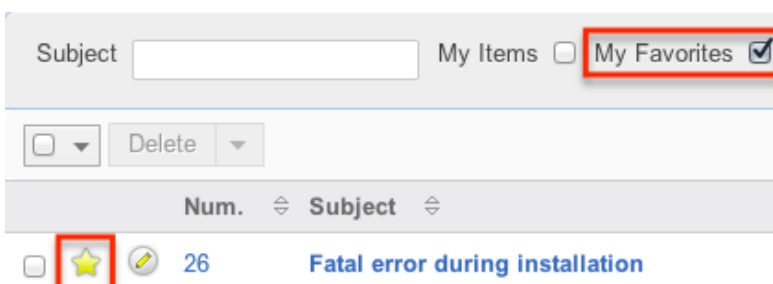 Subject My Items My Favorites
Delete
Num. Subject
26 Fatal error during installation